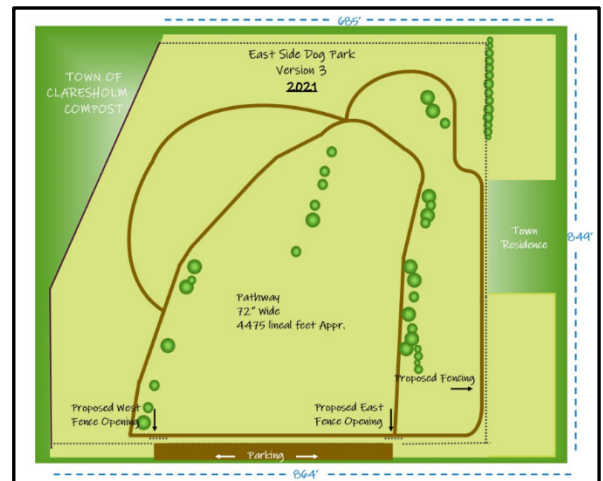 685'
East Side Dog Park
Version 3
2021
TOWN OF
CLARESHOLM
COMPOST
Town
Residence
849'
Pathway
72" Wide
4475 lineal feet Appr.
Proposed Fencing
Proposed West
Fence Opening
Proposed East
Fence Opening
Parking
864'